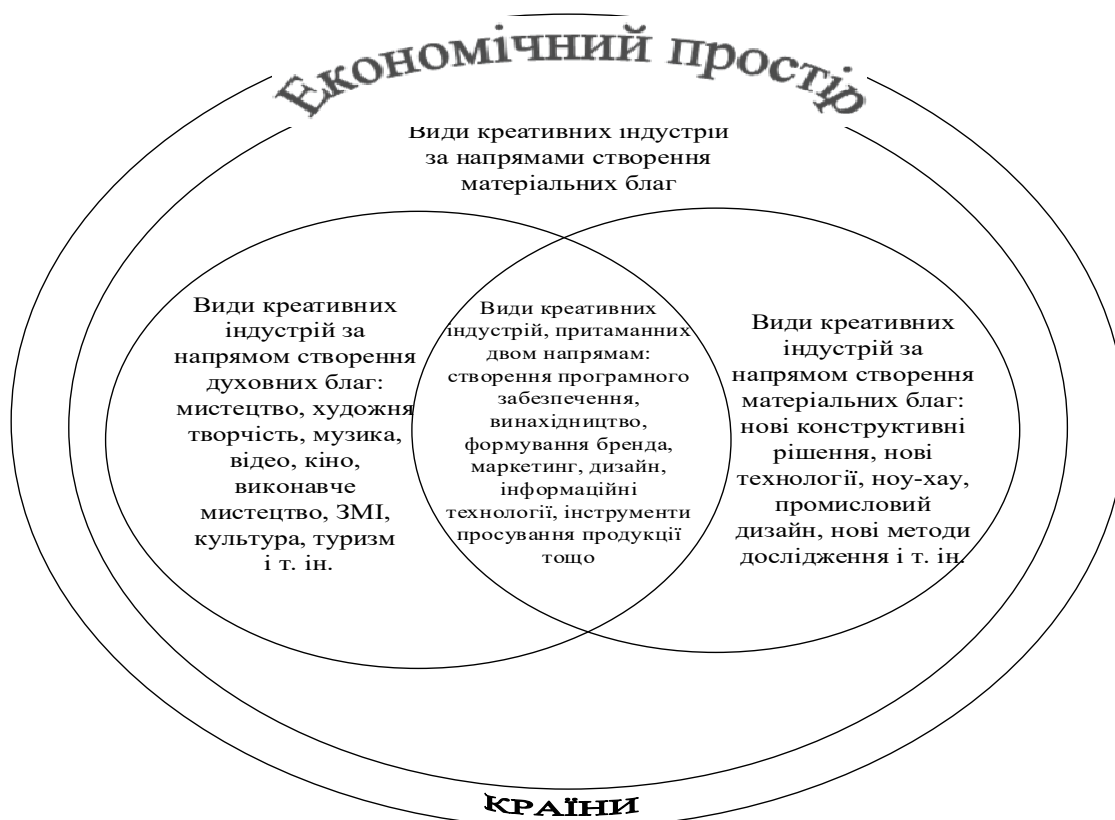 Економічний простір
Види креативних індустрій
за напрямами створення
матеріальних благ
Види креативних
індустрій за
напрямом створення
духовних благ:
мистецтво, художня
творчість, музика,
відео, кіно,
виконавче
мистецтво, ЗМІ,
культура, туризм
і т. ін.
Види креативних
індустрій, притаманних
двом напрямам:
створення програмного
забезпечення,
винахідництво,
формування бренда,
маркетинг, дизайн,
інформаційні
технології, інструменти
просування продукції
тощо
Види креативних
індустрій за
напрямом створення
матеріальних благ:
нові конструктивні
рішення, нові
технології, ноу-хау,
промисловий
дизайн, нові методи
дослідження і т. ін.
КРАЇНИ